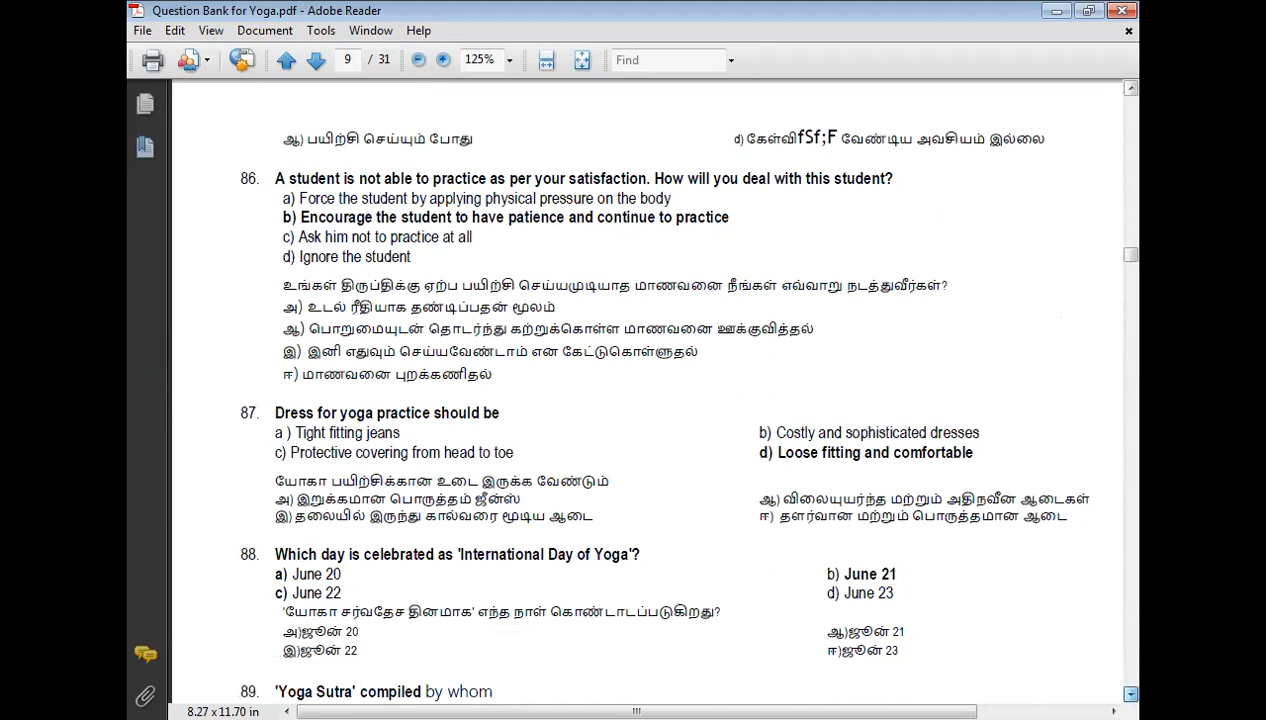 Question Bank for Yoga.pdf - Adobe Reader
File Edit View Document Tools Window Help
9 / 31 125% Find
ஆ) பயிற்சி செய்யும் போது d) கேள்விfSf;F வேண்டிய அவசியம் இல்லை
86. A student is not able to practice as per your satisfaction. How will you deal with this student?
a) Force the student by applying physical pressure on the body
b) Encourage the student to have patience and continue to practice
c) Ask him not to practice at all
d) Ignore the student
உங்கள் திருப்திக்கு ஏற்ப பயிற்சி செய்யமுடியாத மாணவனை நீங்கள் எவ்வாறு நடத்துவீர்கள்?
அ) உடல் ரீதியாக தண்டிப்பதன் மூலம்
ஆ) பொறுமையுடன் தொடர்ந்து கற்றுக்கொள்ள மாணவனை ஊக்குவித்தல்
இ) இனி எதுவும் செய்யவேண்டாம் என கேட்டுகொள்ளுதல்
ஈ) மாணவனை புறக்கணிதல்
87. Dress for yoga practice should be
a ) Tight fitting jeans b) Costly and sophisticated dresses
c) Protective covering from head to toe d) Loose fitting and comfortable
யோகா பயிற்சிக்கான உடை இருக்க வேண்டும்
அ) இறுக்கமான பொருத்தம் ஜீன்ஸ் ஆ) விலையுயர்ந்த மற்றும் அதிநவீன ஆடைகள்
இ) தலையில் இருந்து கால்வரை மூடிய ஆடை ஈ) தளர்வான மற்றும் பொருத்தமான ஆடை
88. Which day is celebrated as 'International Day of Yoga'?
a) June 20 b) June 21
c) June 22 d) June 23
'யோகா சர்வதேச தினமாக' எந்த நாள் கொண்டாடப்படுகிறது?
அ)ஜூன் 20 ஆ)ஜூன் 21
இ)ஜூன் 22 ஈ)ஜூன் 23
89. 'Yoga Sutra' compiled by whom
8.27 x 11.70 in